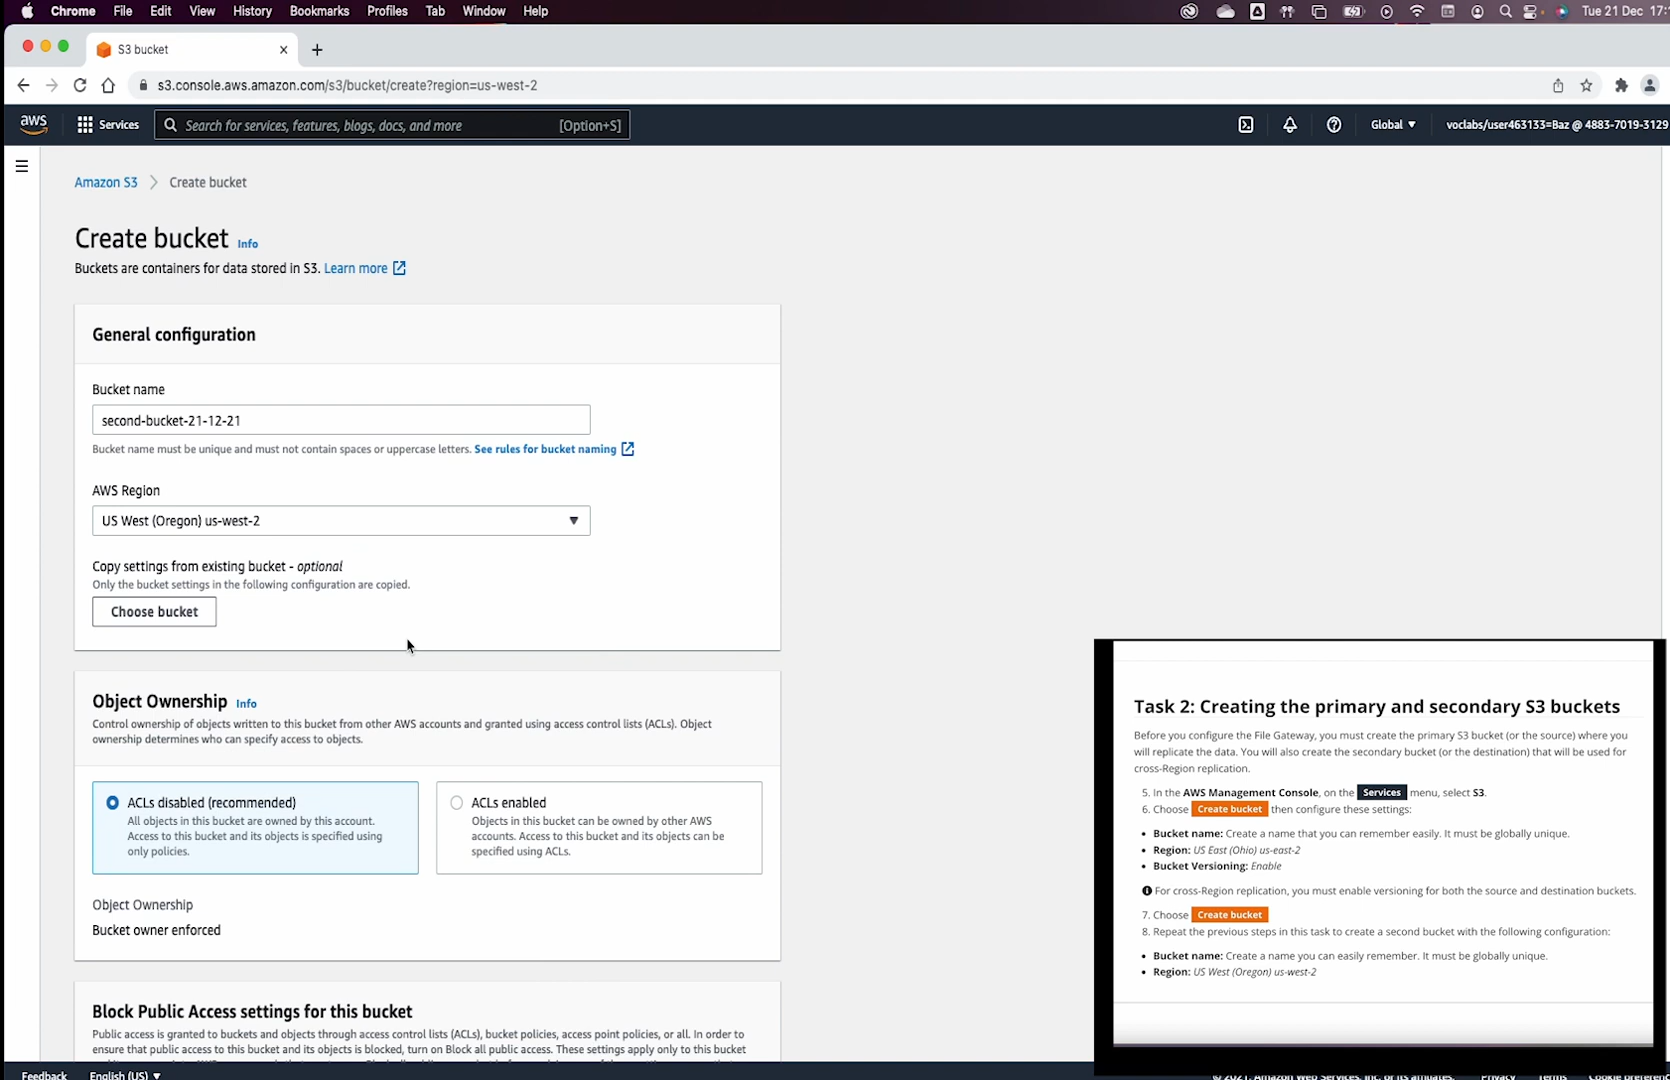 Chrome File Edit View History Bookmarks Profiles Tab Window Help
Tue 21 Dec
S3 bucket
s3.console.aws.amazon.com/s3/bucket/create?region=us-west-2
aws Services Search for services, features, blogs, docs, and more [Option+S] Global voclabs/user463133=Baz @ 4883-7019-3129
Amazon S3 Create bucket
Create bucket Info
Buckets are containers for data stored in S3. Learn more
General configuration
Bucket name
second-bucket-21-12-21
Bucket name must be unique and must not contain spaces or uppercase letters. See rules for bucket naming
AWS Region
US West (Oregon) us-west-2
Copy settings from existing bucket - optional
Only the bucket settings in the following configuration are copied.
Choose bucket
Object Ownership Info
Control ownership of objects written to this bucket from other AWS accounts and granted using access control lists (ACLs). Object
ownership determines who can specify access to objects.
ACLs disabled (recommended)
All objects in this bucket are owned by this account.
Access to this bucket and its objects is specified using
only policies.
ACLs enabled
Objects in this bucket can be owned by other AWS
accounts. Access to this bucket and its objects can be
specified using ACLs.
Object Ownership
Bucket owner enforced
Block Public Access settings for this bucket
Public access is granted to buckets and objects through access control lists (ACLs), bucket policies, access point policies, or all. In order to
ensure that public access to this bucket and its objects is blocked, turn on Block all public access. These settings apply only to this bucket
Task 2: Creating the primary and secondary S3 buckets
Before you configure the File Gateway, you must create the primary S3 bucket (or the source) where you
will replicate the data. You will also create the secondary bucket (or the destination) that will be used for
cross-Region replication.
5. In the AWS Management Console, on the Services menu, select S3.
6. Choose Create bucket then configure these settings:
• Bucket name: Create a name that you can remember easily. It must be globally unique.
• Region: US East (Ohio) us-east-2
• Bucket Versioning: Enable
For cross-Region replication, you must enable versioning for both the source and destination buckets.
7. Choose Create bucket
8. Repeat the previous steps in this task to create a second bucket with the following configuration:
• Bucket name: Create a name you can easily remember. It must be globally unique.
• Region: US West (Oregon) us-west-2
Feedback English (US) © 2021, Amazon Web Services, Inc. or its affiliates. Privacy Terms Cookie